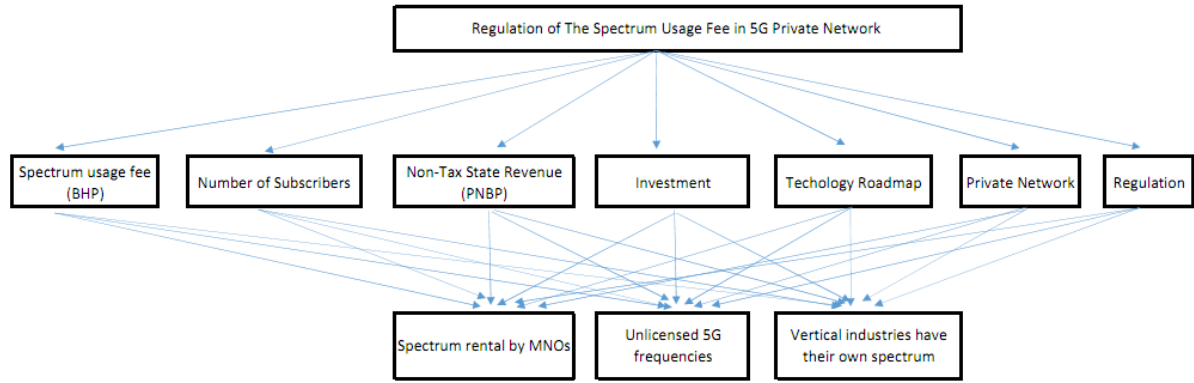 Regulation of The Spectrum Usage Fee in 5G Private Network
Spectrum usage fee
(BHP)
Number of Subscribers
Non-Tax State Revenue
(PNBP)
Investment
Techology Roadmap
Private Network
Regulation
Spectrum rental by MNOs
Unlicensed 5G
frequencies
Vertical industries have
their own spectrum